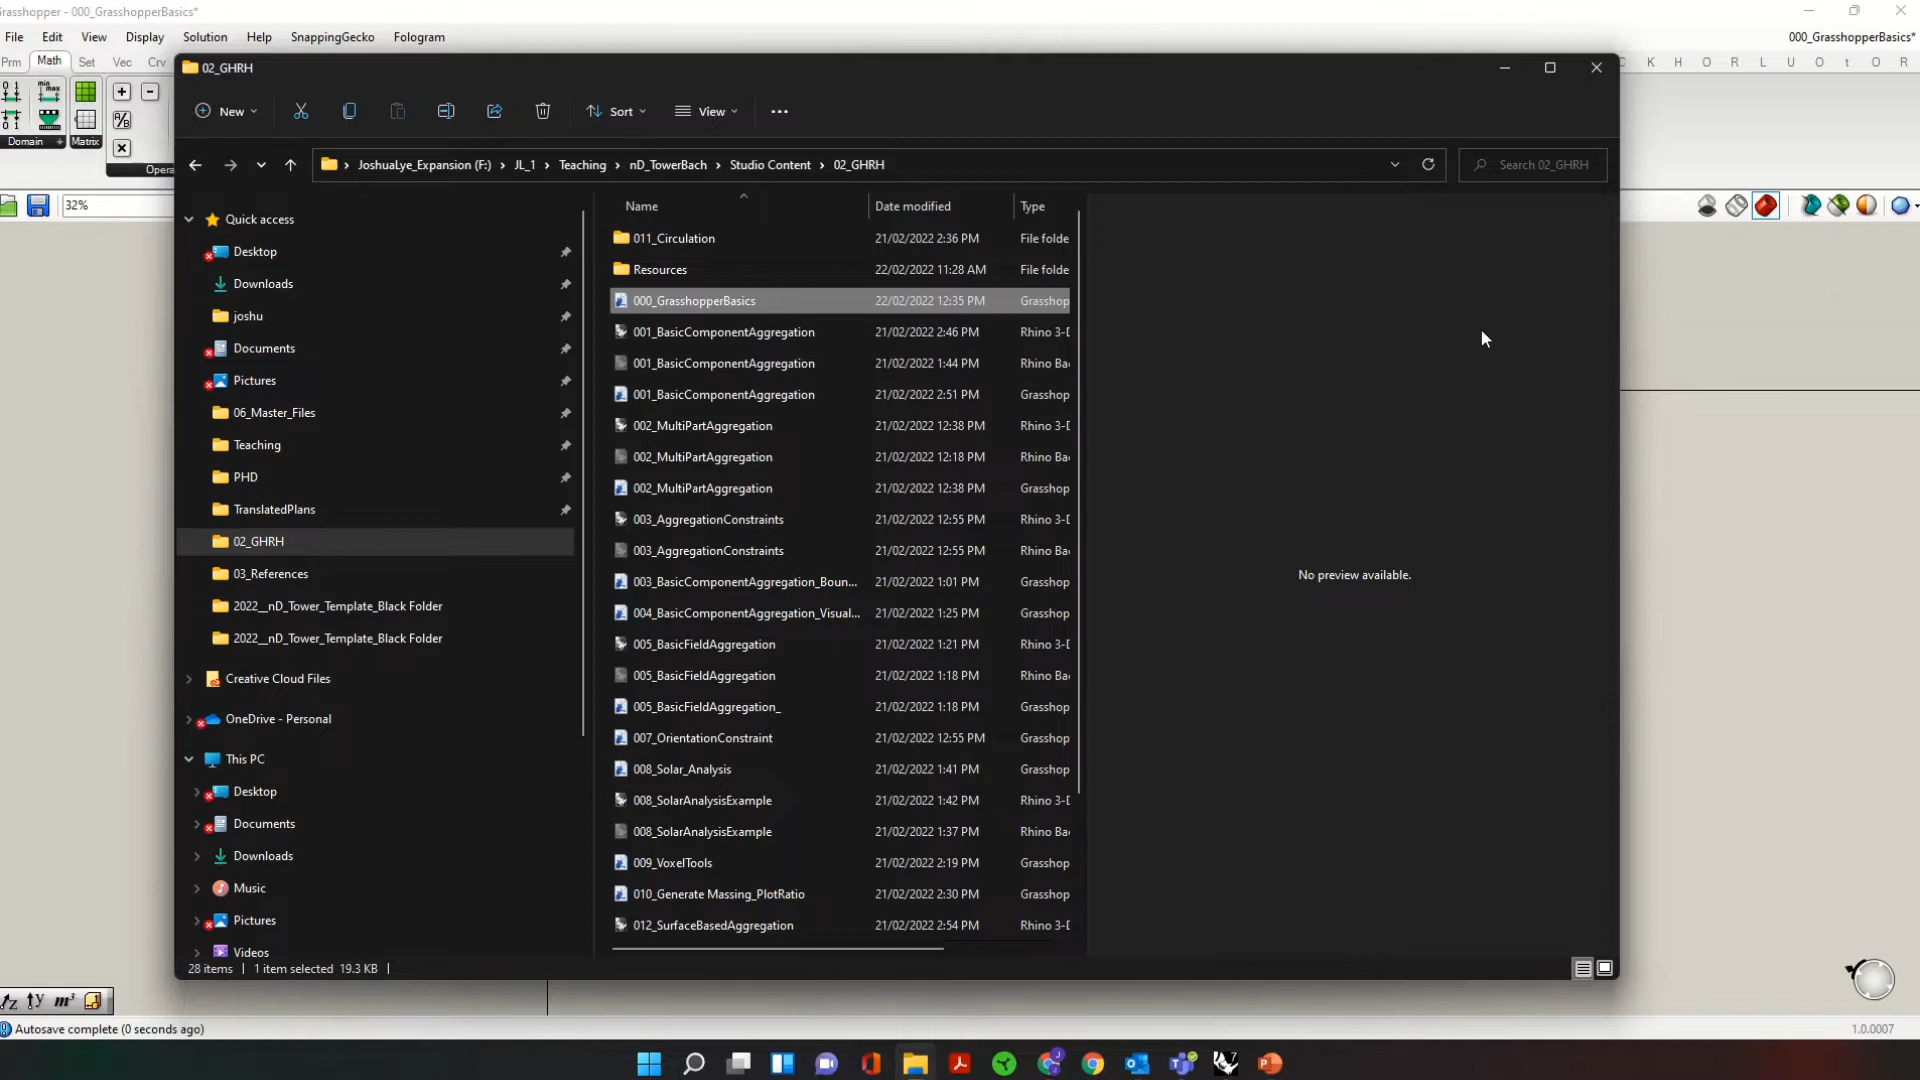 Grasshopper - 000_GrasshopperBasics*
File Edit View Display Solution Help SnappingGecko Fologram
000_GrasshopperBasics*
Prm Math Set Vec Crv
K H O R L U O t O R
Domain
Matrix
Opera
32%
02_GHRH
New Sort View
JoshuaLye_Expansion (F:) JL_1 Teaching nD_TowerBach Studio Content 02_GHRH
Search 02_GHRH
Quick access
Desktop
Downloads
joshu
Documents
Pictures
06_Master_Files
Teaching
PHD
TranslatedPlans
02_GHRH
03_References
2022__nD_Tower_Template_Black Folder
2022__nD_Tower_Template_Black Folder
Creative Cloud Files
OneDrive - Personal
This PC
Desktop
Documents
Downloads
Music
Pictures
Videos
Name Date modified Type
011_Circulation 21/02/2022 2:36 PM File folde
Resources 22/02/2022 11:28 AM File folde
000_GrasshopperBasics 22/02/2022 12:35 PM Grasshop
001_BasicComponentAggregation 21/02/2022 2:46 PM Rhino 3-D
001_BasicComponentAggregation 21/02/2022 1:44 PM Rhino Ba
001_BasicComponentAggregation 21/02/2022 2:51 PM Grasshop
002_MultiPartAggregation 21/02/2022 12:38 PM Rhino 3-D
002_MultiPartAggregation 21/02/2022 12:18 PM Rhino Ba
002_MultiPartAggregation 21/02/2022 12:38 PM Grasshop
003_AggregationConstraints 21/02/2022 12:55 PM Rhino 3-D
003_AggregationConstraints 21/02/2022 12:55 PM Rhino Ba
003_BasicComponentAggregation_Boun... 21/02/2022 1:01 PM Grasshop
004_BasicComponentAggregation_Visual... 21/02/2022 1:25 PM Grasshop
005_BasicFieldAggregation 21/02/2022 1:21 PM Rhino 3-D
005_BasicFieldAggregation 21/02/2022 1:18 PM Rhino Ba
005_BasicFieldAggregation_ 21/02/2022 1:18 PM Grasshop
007_OrientationConstraint 21/02/2022 12:55 PM Grasshop
008_Solar_Analysis 21/02/2022 1:41 PM Grasshop
008_SolarAnalysisExample 21/02/2022 1:42 PM Rhino 3-D
008_SolarAnalysisExample 21/02/2022 1:37 PM Rhino Ba
009_VoxelTools 21/02/2022 2:19 PM Grasshop
010_Generate Massing_PlotRatio 21/02/2022 2:30 PM Grasshop
012_SurfaceBasedAggregation 21/02/2022 2:54 PM Rhino 3-D
No preview available.
28 items 1 item selected 19.3 KB
Autosave complete (0 seconds ago)
1.0.0007